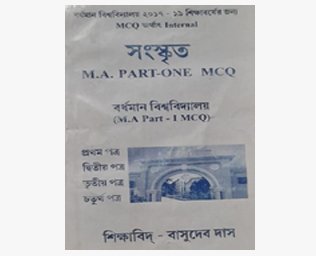 বর্ধমান বিশ্ববিদ্যালয় ২০১৭ - ১৯ শিক্ষাবর্ষের জন্য
MCQ অর্থাৎ Internal
সংস্কৃত
M.A. PART-ONE MCQ
বর্ধমান বিশ্ববিদ্যালয়
(M.A Part - I MCQ)
প্রথম পত্র
দ্বিতীয় পত্র
তৃতীয় পত্র
চতুর্থ পত্র
শিক্ষাবিদ্ - বাসুদেব দাস